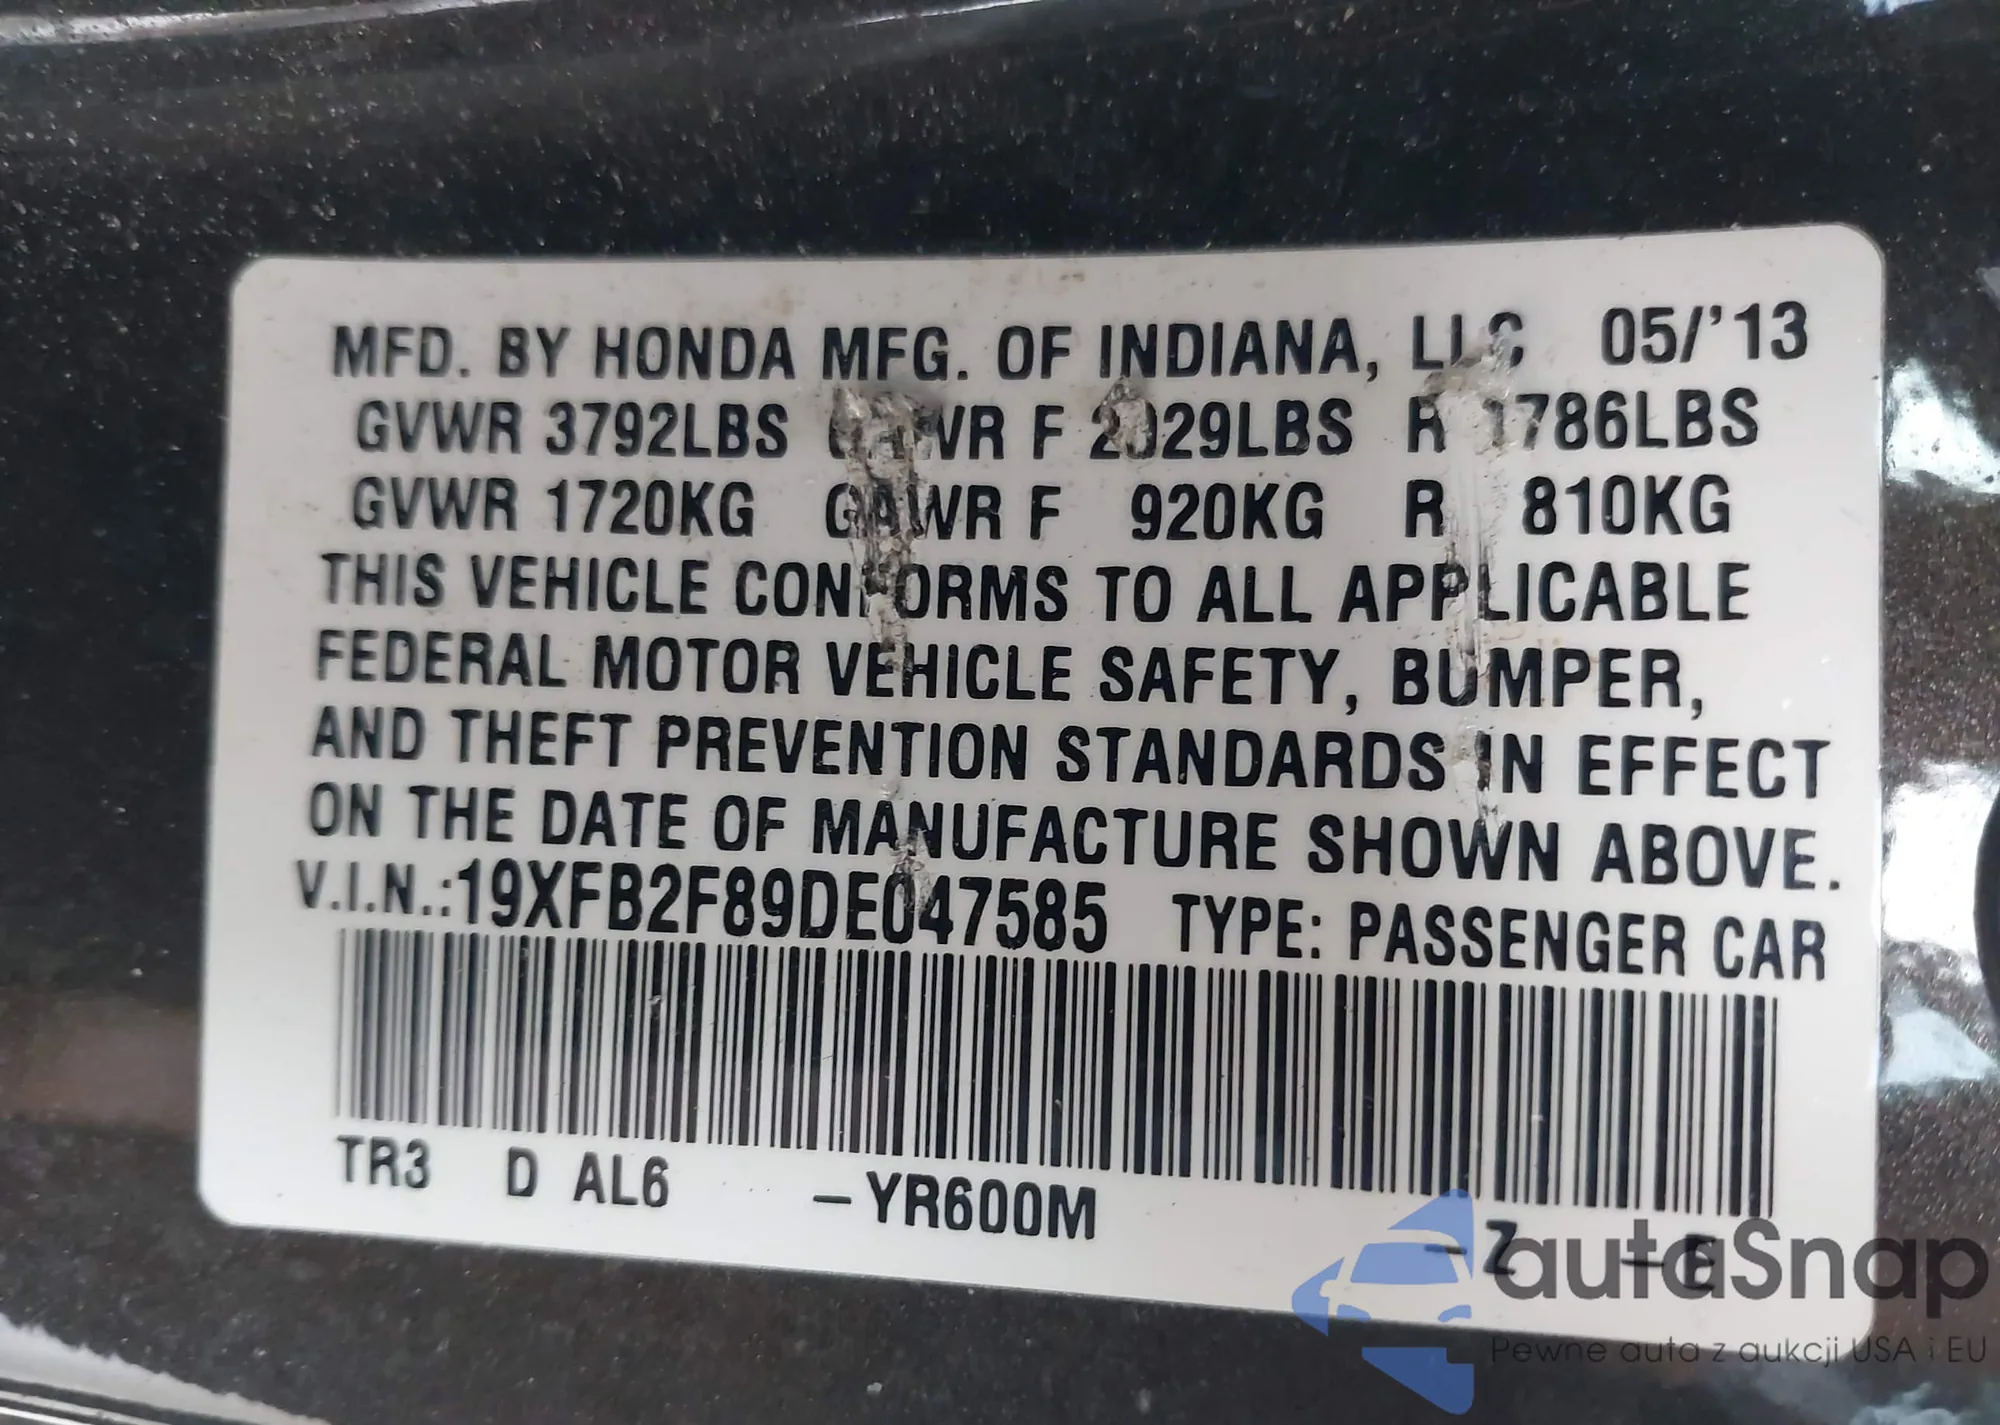 MFD. BY HONDA MFG. OF INDIANA, LLC 05/'13
GVWR 3792LBS GAWR F 2029LBS R 1786LBS
GVWR 1720KG GAWR F 920KG R 810KG
THIS VEHICLE CONFORMS TO ALL APPLICABLE
FEDERAL MOTOR VEHICLE SAFETY, BUMPER,
AND THEFT PREVENTION STANDARDS IN EFFECT
ON THE DATE OF MANUFACTURE SHOWN ABOVE.
V.I.N.:19XFB2F89DE047585 TYPE: PASSENGER CAR
TR3 D AL6 –YR600M –Z –E
autaSnap
Pewne auta z aukcji USA i EU